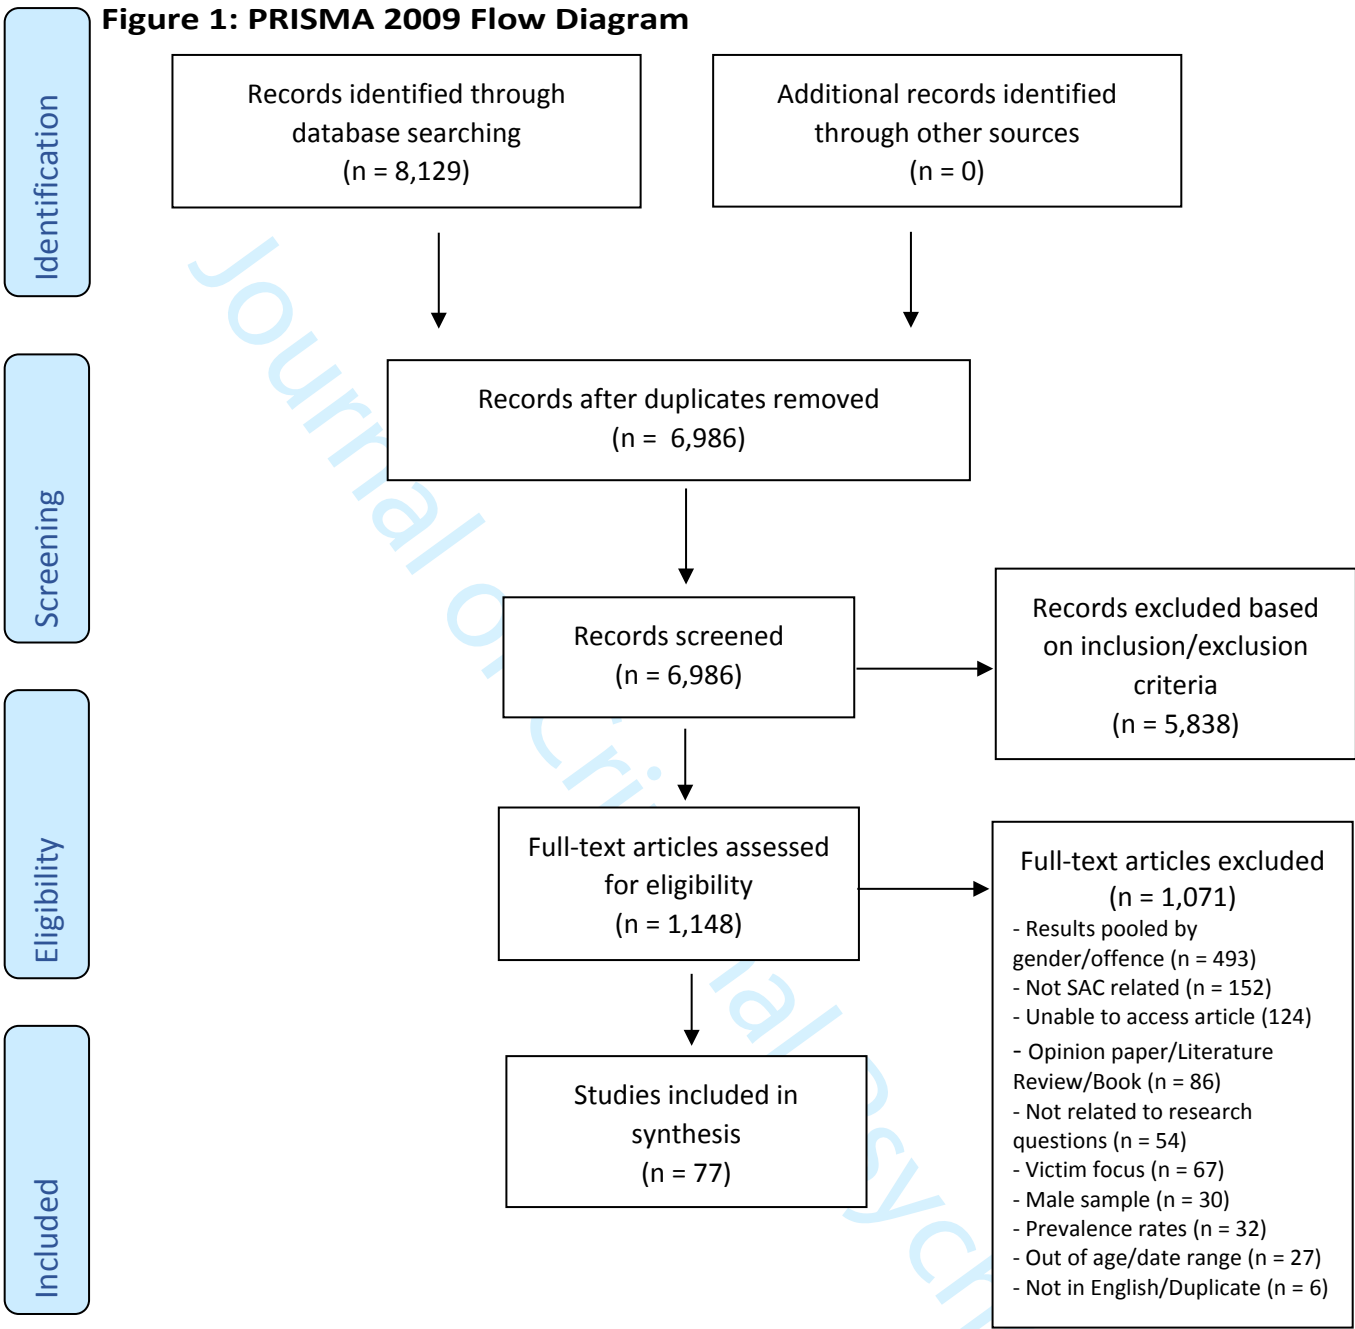 Figure 1: PRISMA 2009 Flow Diagram
Identification
Records identified through
database searching
(n = 8,129)
Additional records identified
through other sources
(n = 0)
Screening
Records after duplicates removed
(n = 6,986)
Records screened
(n = 6,986)
Records excluded based
on inclusion/exclusion
criteria
(n = 5,838)
Eligibility
Full-text articles assessed
for eligibility
(n = 1,148)
Full-text articles excluded
(n = 1,071)
- Results pooled by
gender/offence (n = 493)
- Not SAC related (n = 152)
- Unable to access article (124)
- Opinion paper/Literature
Review/Book (n = 86)
- Not related to research
questions (n = 54)
- Victim focus (n = 67)
- Male sample (n = 30)
- Prevalence rates (n = 32)
- Out of age/date range (n = 27)
- Not in English/Duplicate (n = 6)
Included
Studies included in
synthesis
(n = 77)
Journal of